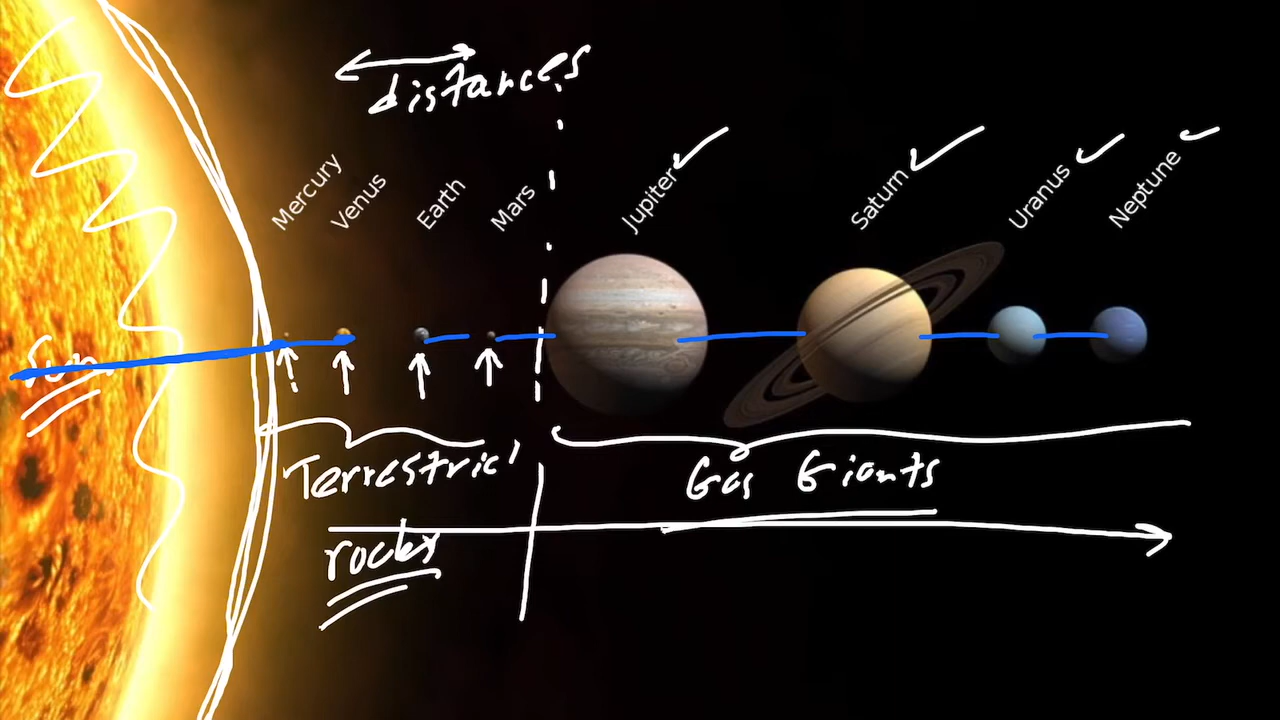 distances
Mercury
Venus
Earth
Mars
Jupiter
Saturn
Uranus
Neptune
Sun
Terrestrial
Gas Giants
rocky